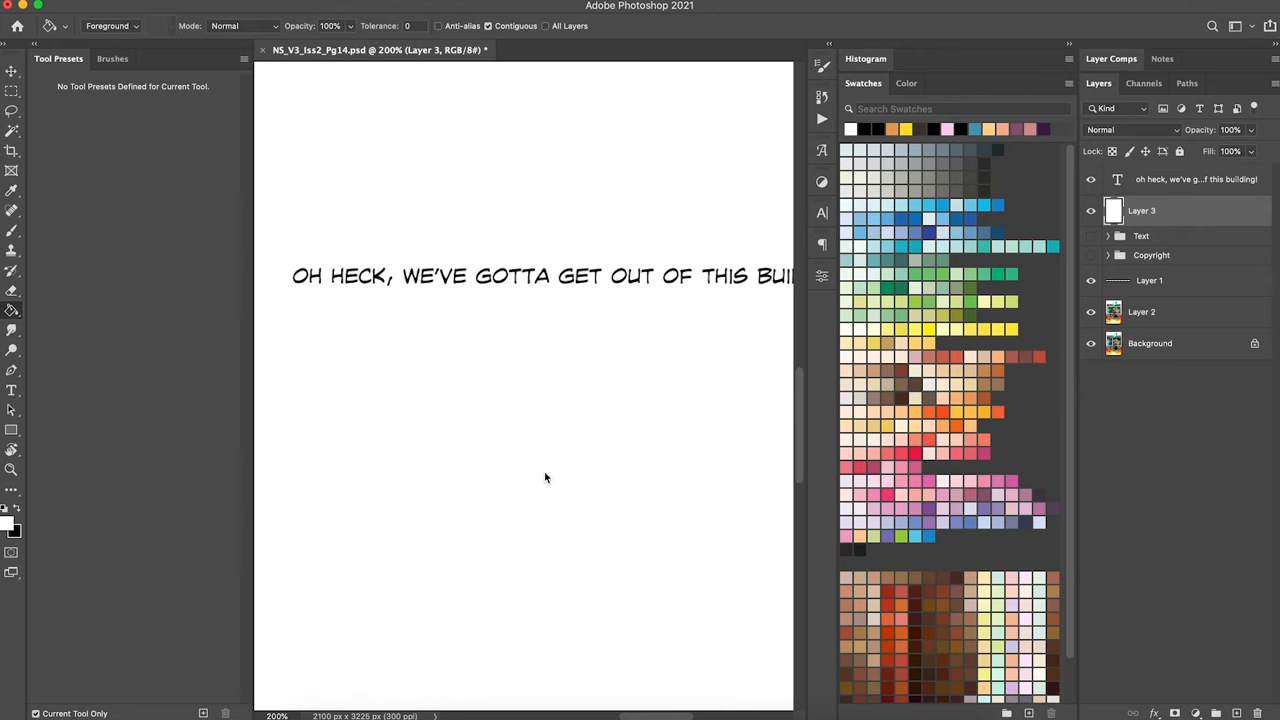 Adobe Photoshop 2021
Foreground Mode: Normal Opacity: 100% Tolerance: 0 Anti-alias Contiguous All Layers
Tool Presets Brushes
No Tool Presets Defined for Current Tool.
Current Tool Only
NS_V3_Iss2_Pg14.psd @ 200% (Layer 3, RGB/8#) *
OH HECK, WE'VE GOTTA GET OUT OF THIS BUI
200% 2100 px x 3225 px (300 ppi)
Histogram
Swatches Color
Search Swatches
Layer Comps Notes
Layers Channels Paths
Kind
Normal Opacity: 100%
Lock: Fill: 100%
T oh heck, we've g...f this building!
Layer 3
Text
Copyright
Layer 1
Layer 2
Background
fx